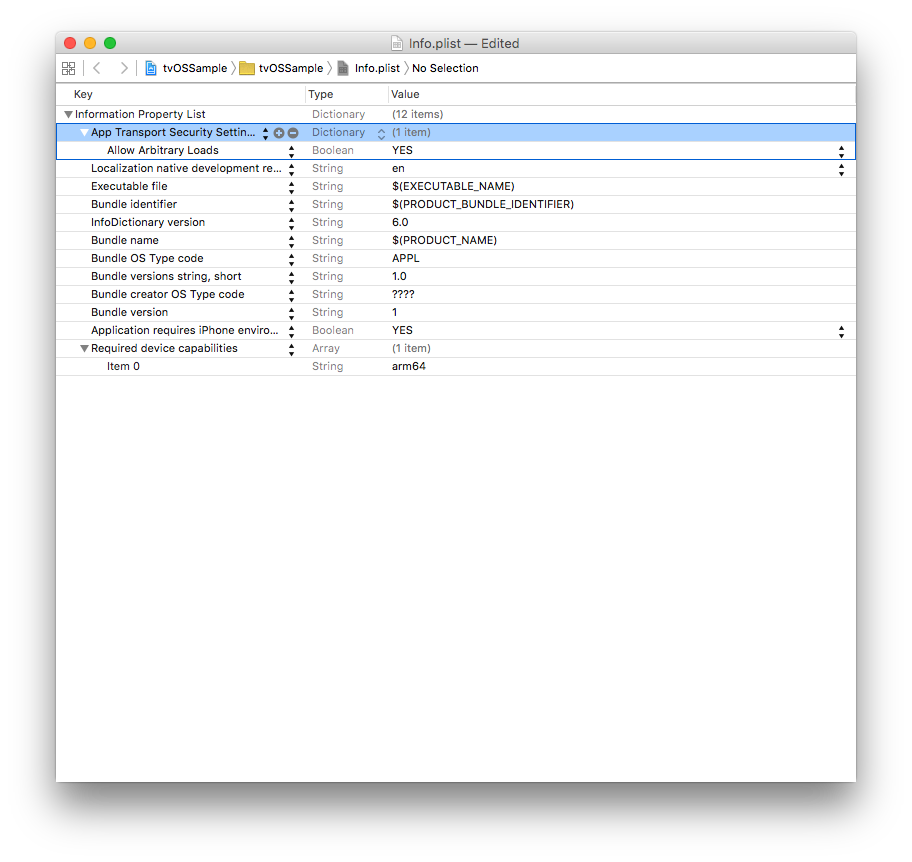 Info.plist — Edited
tvOSSample tvOSSample Info.plist No Selection
Key Type Value
Information Property List Dictionary (12 items)
App Transport Security Settin... Dictionary (1 item)
Allow Arbitrary Loads Boolean YES
Localization native development re... String en
Executable file String $(EXECUTABLE_NAME)
Bundle identifier String $(PRODUCT_BUNDLE_IDENTIFIER)
InfoDictionary version String 6.0
Bundle name String $(PRODUCT_NAME)
Bundle OS Type code String APPL
Bundle versions string, short String 1.0
Bundle creator OS Type code String ????
Bundle version String 1
Application requires iPhone enviro... Boolean YES
Required device capabilities Array (1 item)
Item 0 String arm64